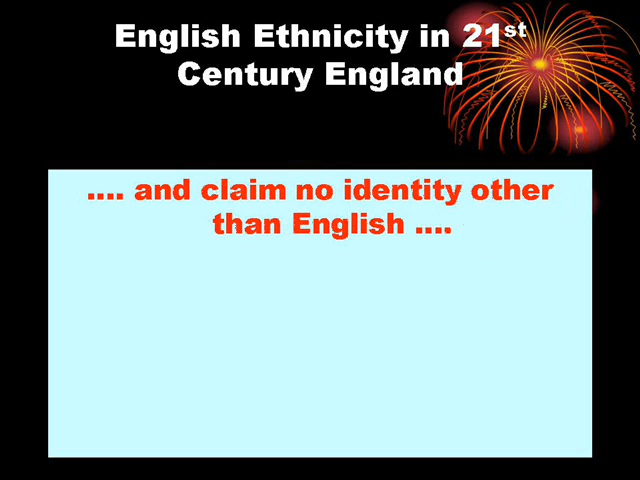 English Ethnicity in 21st
Century England
.... and claim no identity other
than English ....